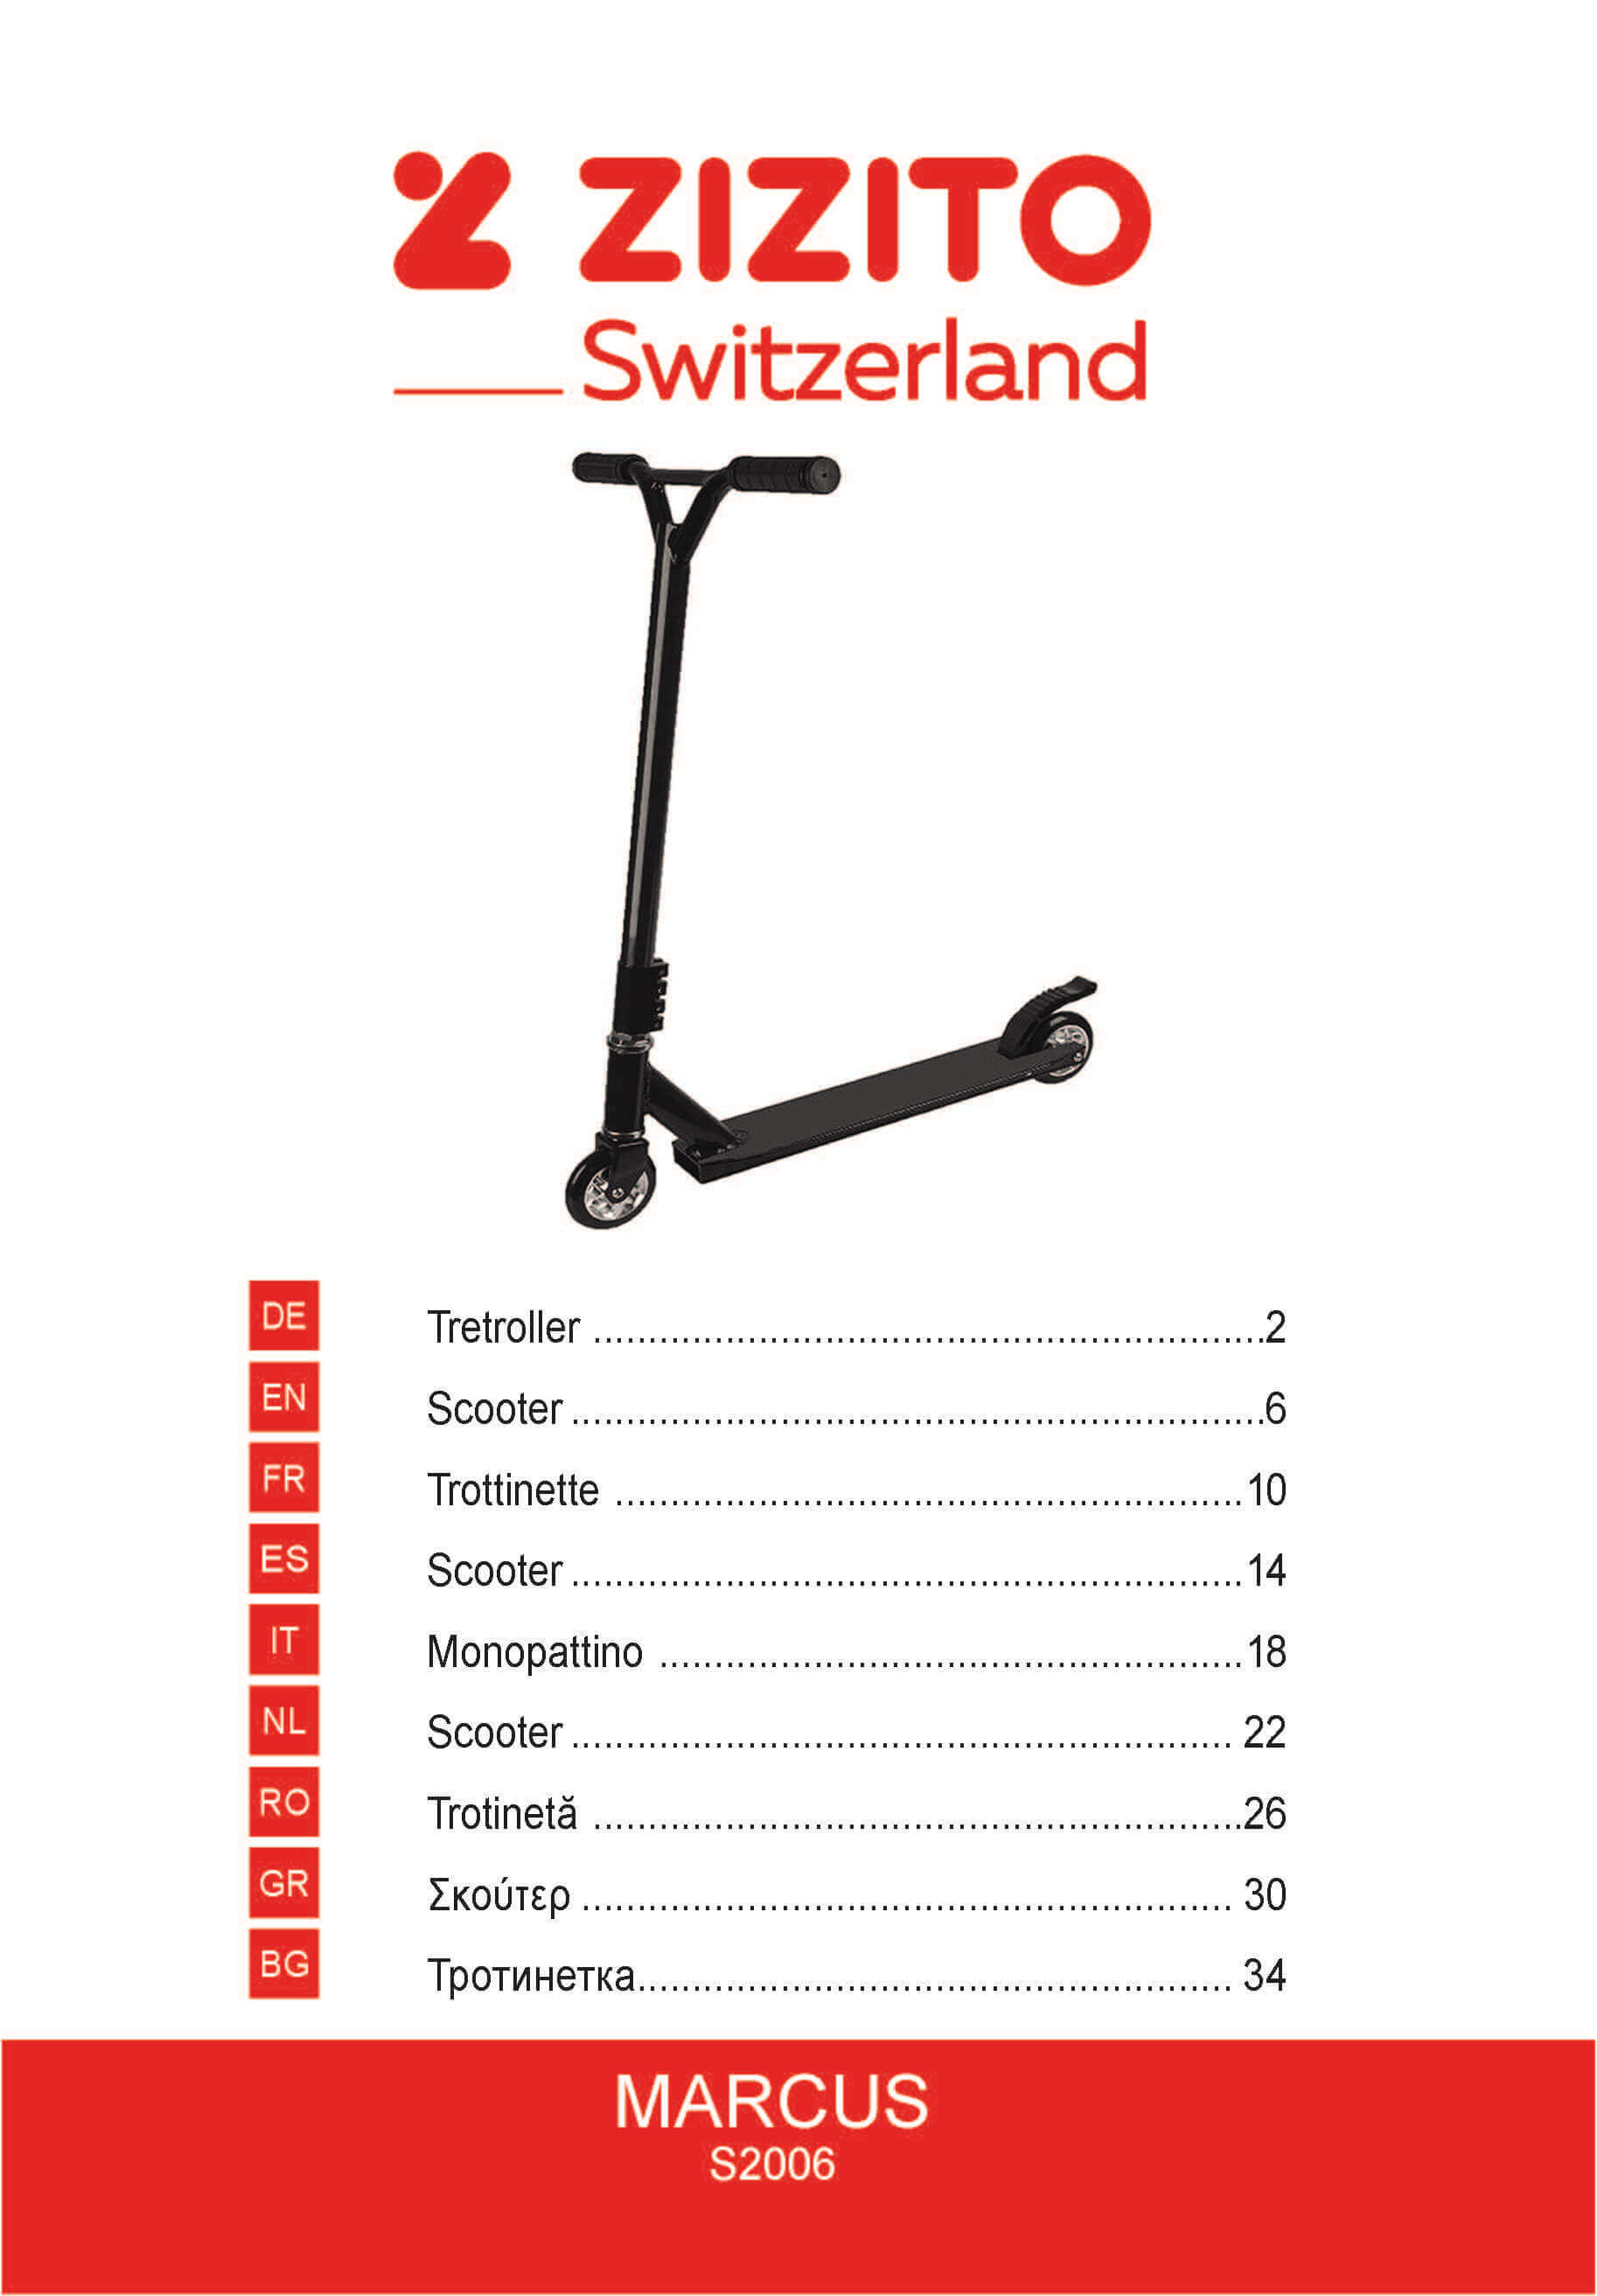 ZIZITO
Switzerland
DE Tretroller .............................................................2
EN Scooter ...............................................................6
FR Trottinette .........................................................10
ES Scooter .............................................................14
IT Monopattino .....................................................18
NL Scooter ............................................................ 22
RO Trotinetă ...........................................................26
GR Σκούτερ ........................................................... 30
BG Тротинетка...................................................... 34
MARCUS
S2006